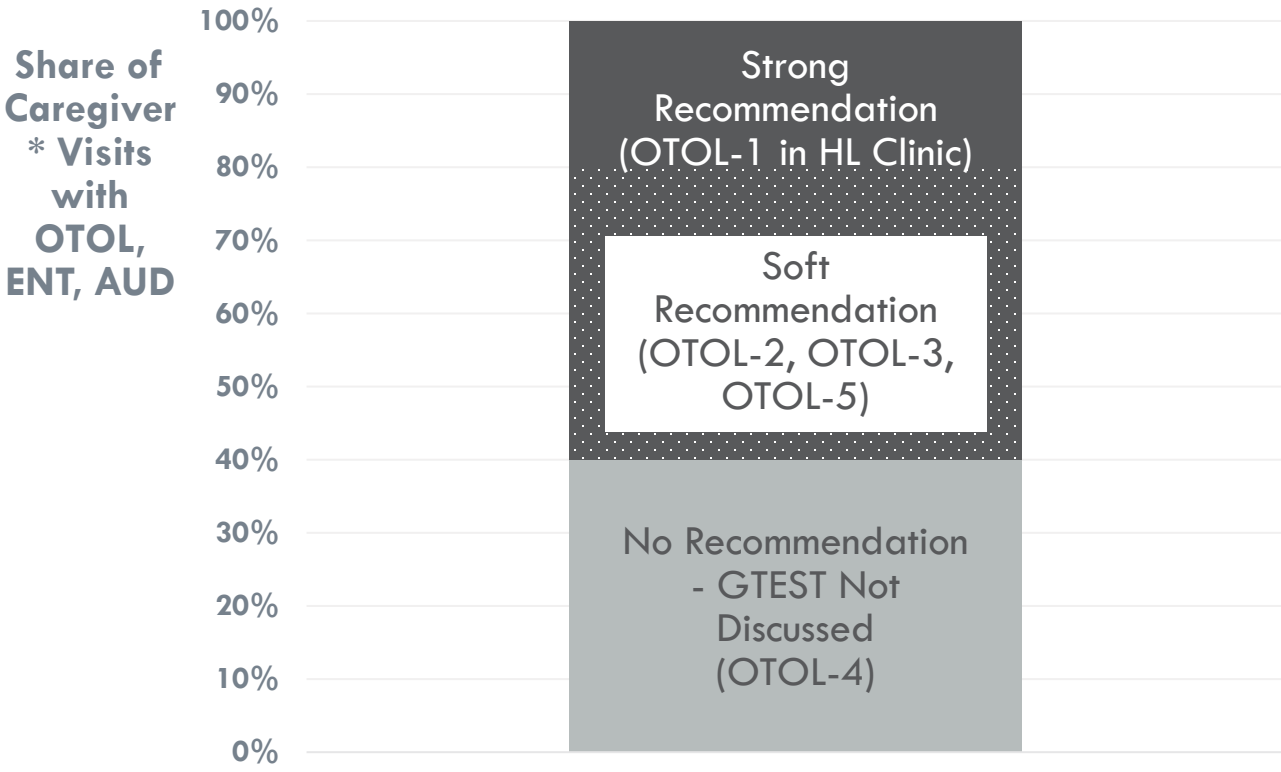 Share of
Caregiver
* Visits
with
OTOL,
ENT, AUD
100%
90%
80%
70%
60%
50%
40%
30%
20%
10%
0%
Strong
Recommendation
(OTOL-1 in HL Clinic)
Soft
Recommendation
(OTOL-2, OTOL-3,
OTOL-5)
No Recommendation
- GTEST Not
Discussed
(OTOL-4)